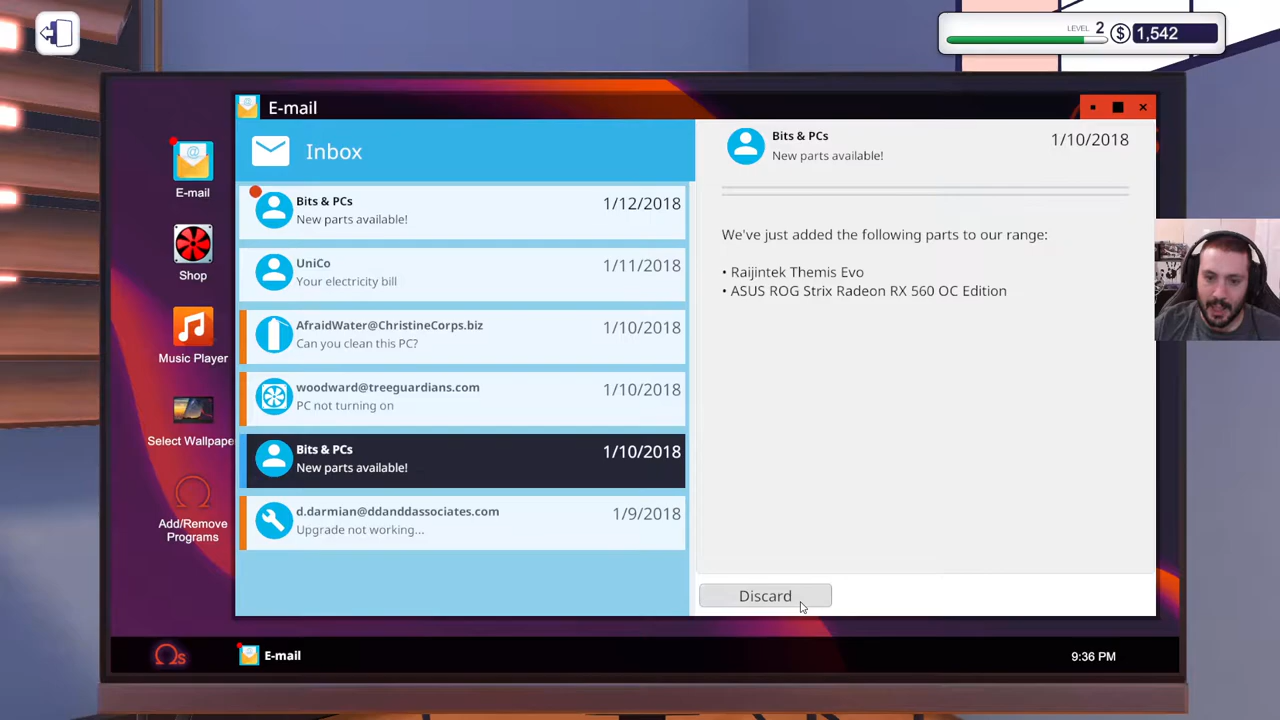 LEVEL 2
$ 1,542
E-mail
E-mail
Shop
Music Player
Select Wallpape
Add/Remove
Programs
Inbox
Bits & PCs
New parts available!
1/12/2018
UniCo
Your electricity bill
1/11/2018
AfraidWater@ChristineCorps.biz
Can you clean this PC?
1/10/2018
woodward@treeguardians.com
PC not turning on
1/10/2018
Bits & PCs
New parts available!
1/10/2018
d.darmian@ddanddassociates.com
Upgrade not working...
1/9/2018
Bits & PCs
New parts available!
1/10/2018
We've just added the following parts to our range:
• Raijintek Themis Evo
• ASUS ROG Strix Radeon RX 560 OC Edition
Discard
Ωs
E-mail
9:36 PM